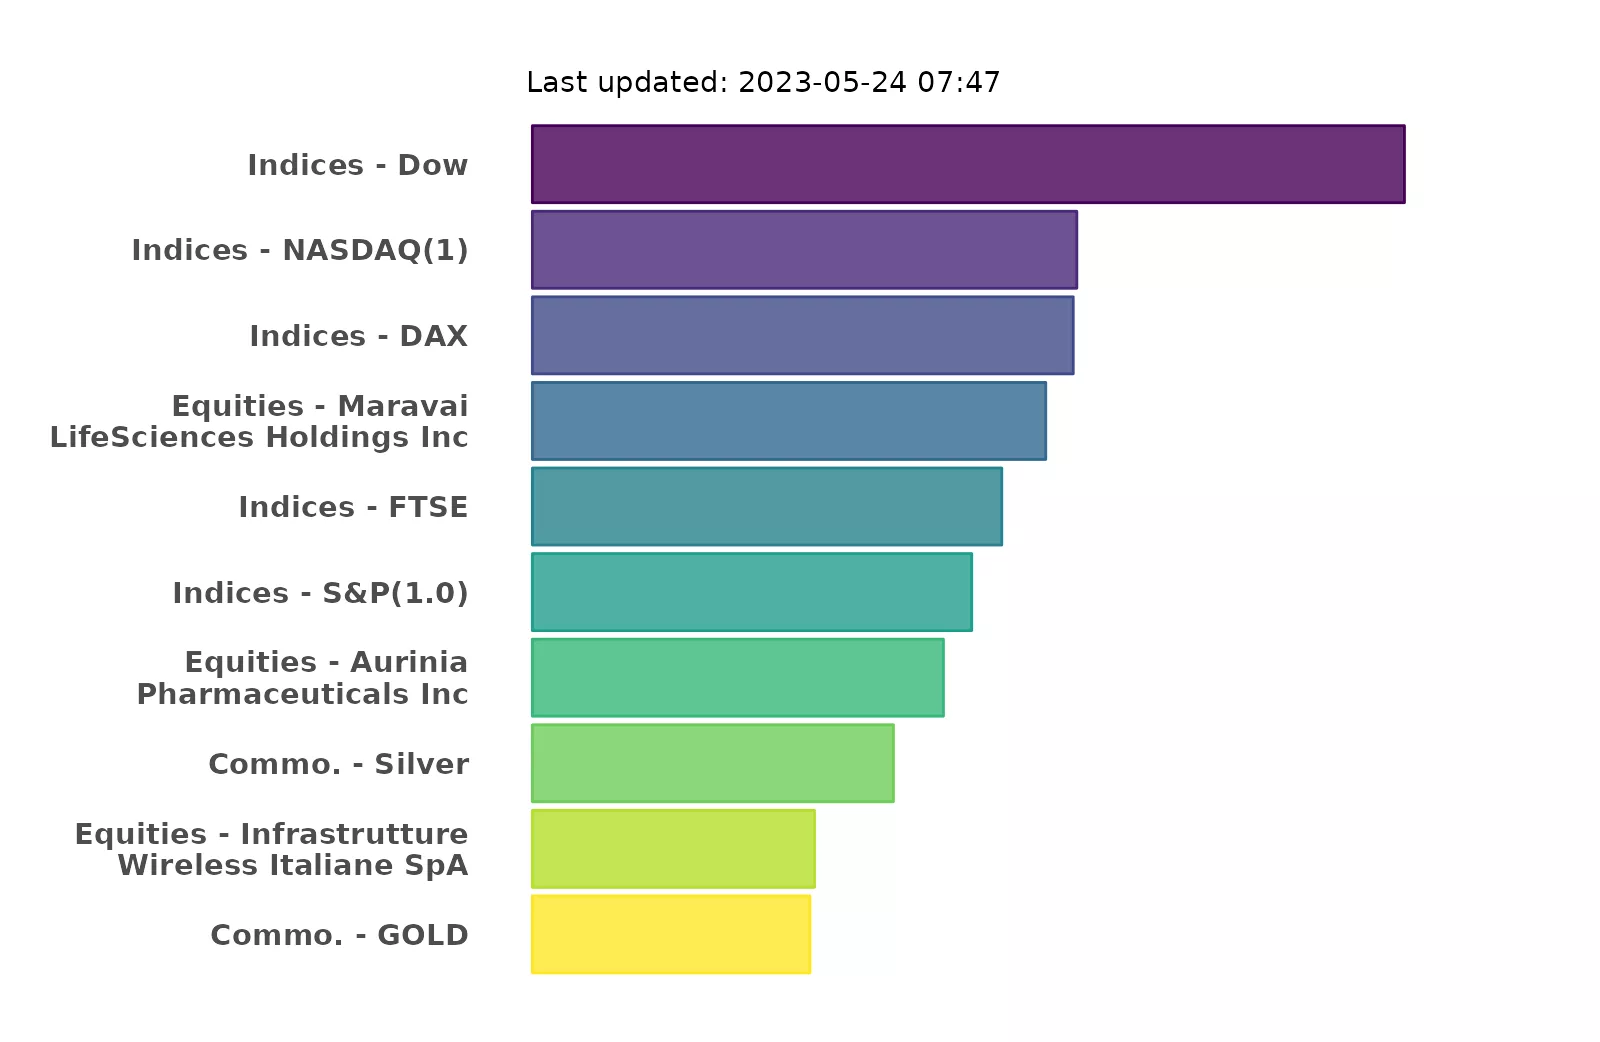 Last updated: 2023-05-24 07:47
Indices - Dow
Indices - NASDAQ(1)
Indices - DAX
Equities - Maravai
LifeSciences Holdings Inc
Indices - FTSE
Indices - S&P(1.0)
Equities - Aurinia
Pharmaceuticals Inc
Commo. - Silver
Equities - Infrastrutture
Wireless Italiane SpA
Commo. - GOLD